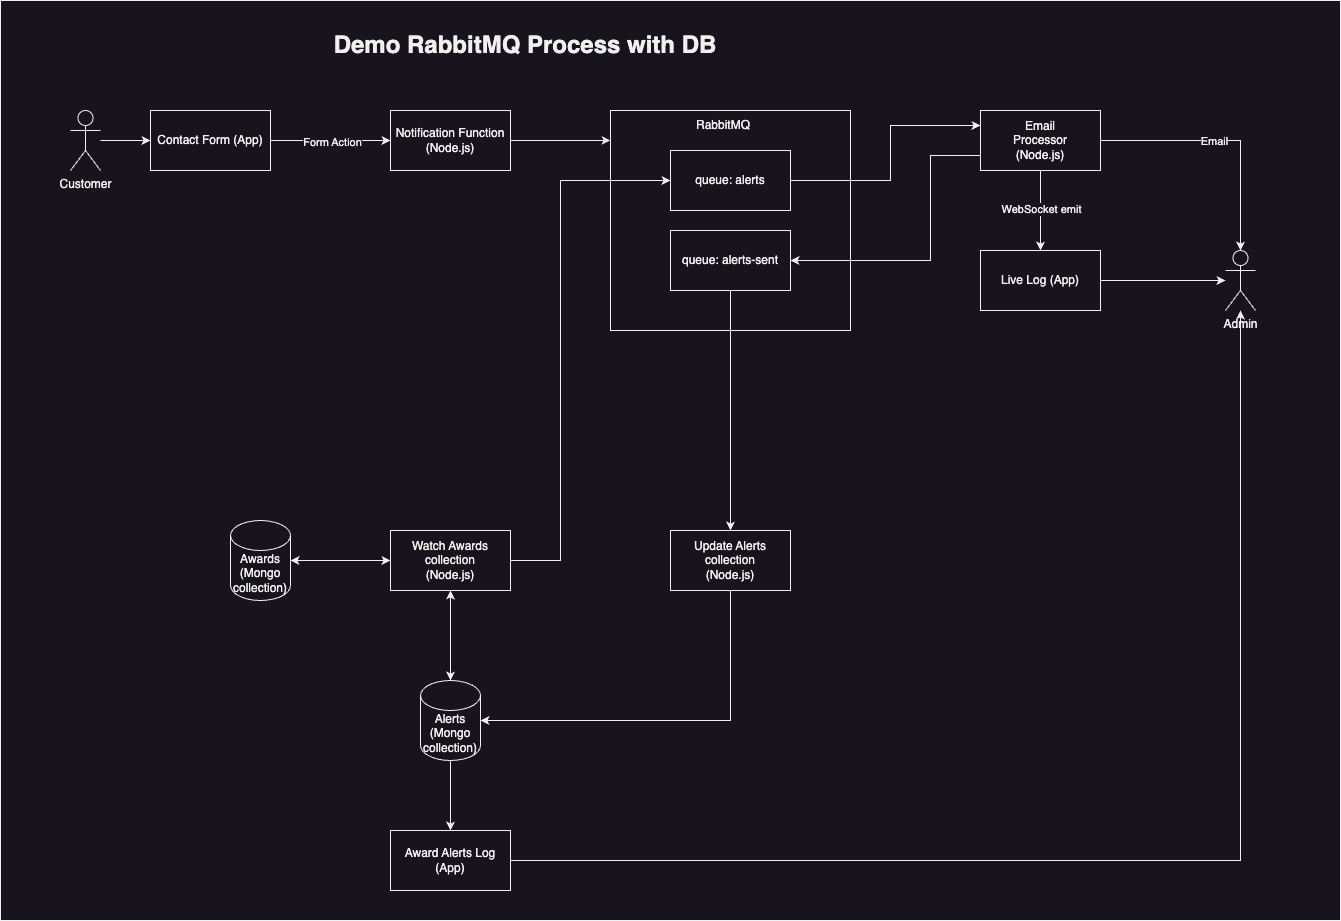 Demo RabbitMQ Process with DB
Customer
Contact Form (App)
Form Action
Notification Function
(Node.js)
RabbitMQ
queue: alerts
queue: alerts-sent
Email
Processor
(Node.js)
Email
WebSocket emit
Live Log (App)
Admin
Awards
(Mongo
collection)
Watch Awards
collection
(Node.js)
Update Alerts
collection
(Node.js)
Alerts
(Mongo
collection)
Award Alerts Log
(App)